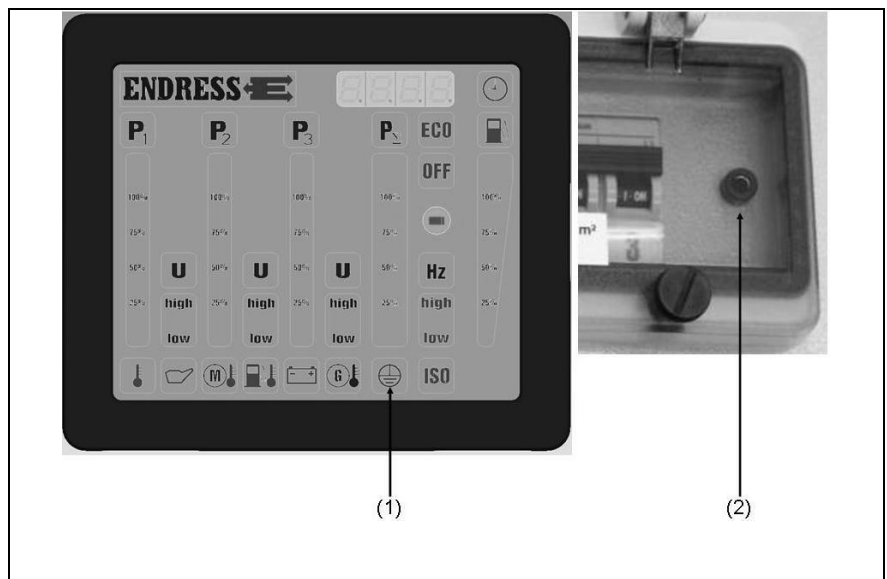 ENDRESS
P1 P2 P3 P ECO
OFF
100% 100% 100% 100% 100%
75% 75% 75% 75% 75%
50% U 50% U 50% U 50% Hz 50%
25% high 25% high 25% high 25% high 25%
low low low low
M G ISO
I-ON
m²
(1) (2)